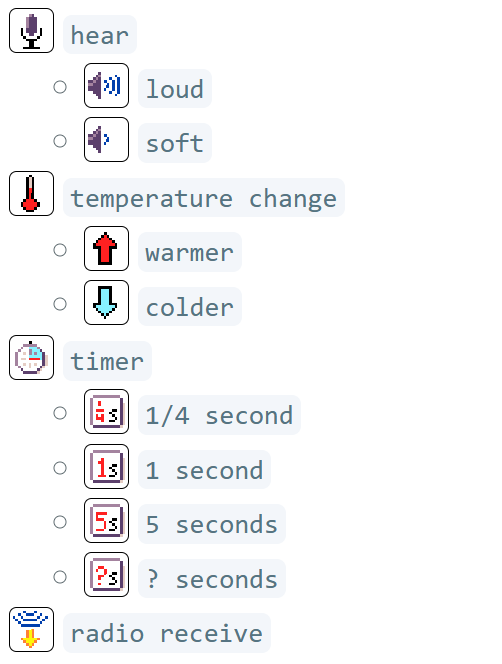 hear
loud
soft
temperature change
warmer
colder
timer
1/4 second
1 second
5 seconds
? seconds
radio receive